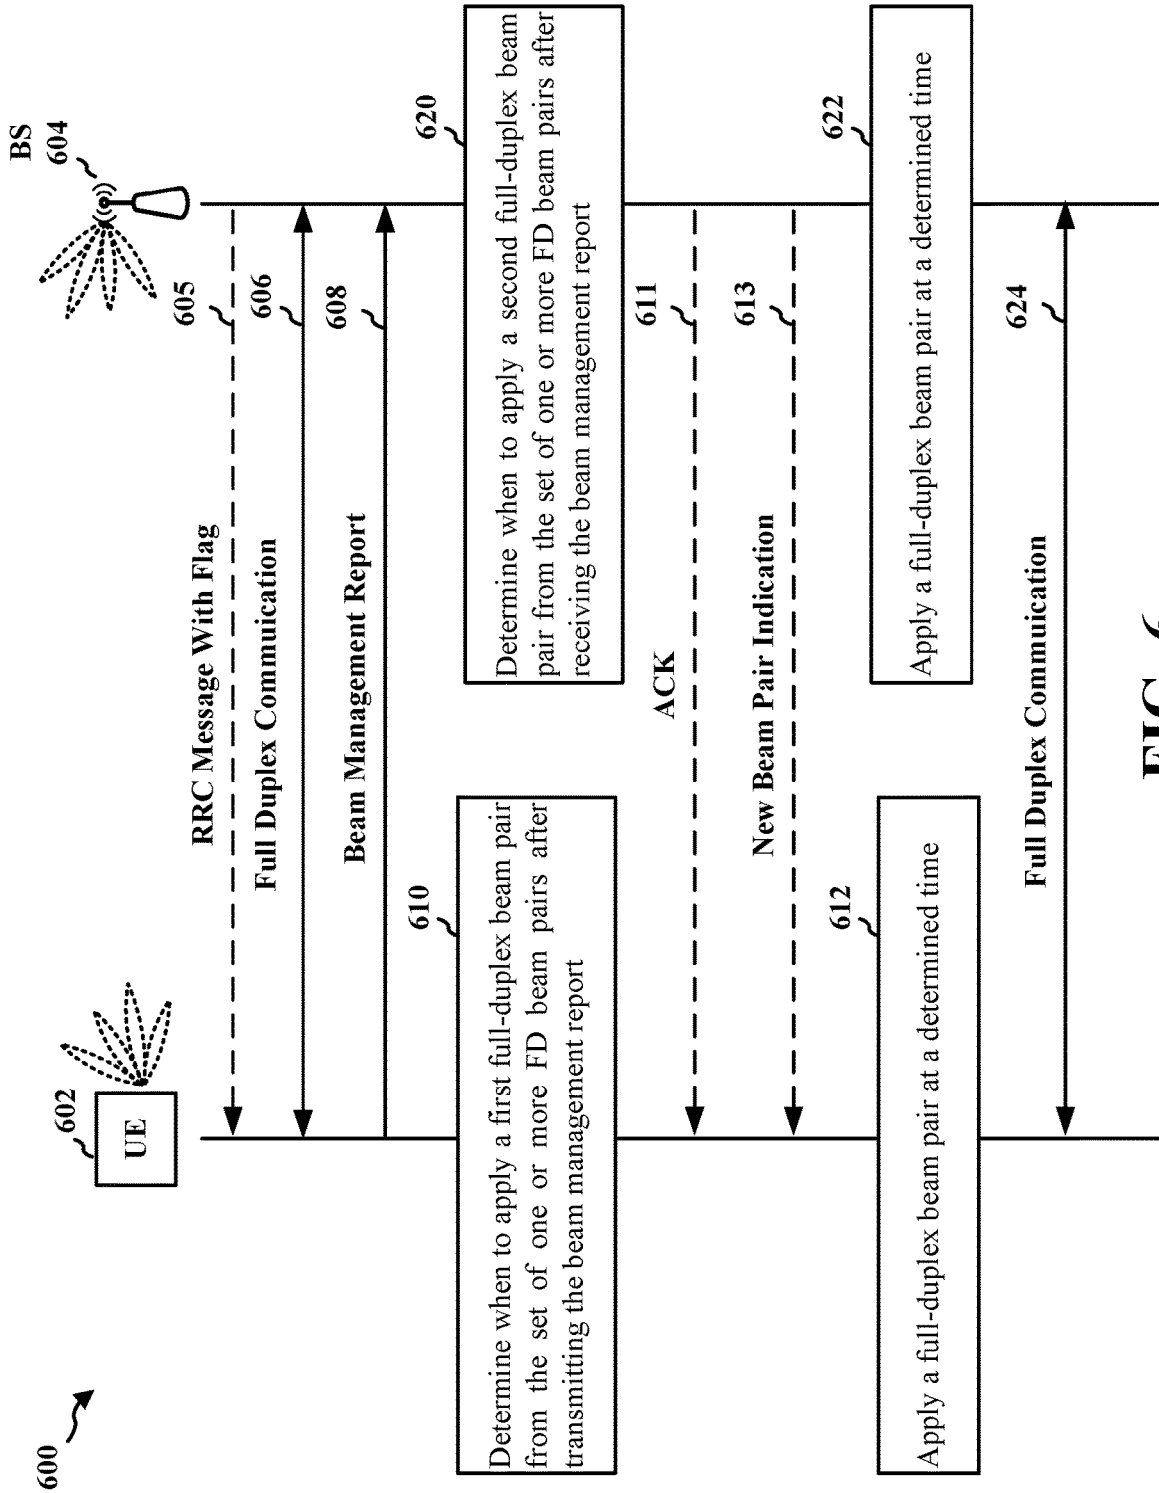 600
602
UE
BS
604
RRC Message With Flag
605
Full Duplex Commuication
606
Beam Management Report
608
610
Determine when to apply a first full-duplex beam pair
from the set of one or more FD beam pairs after
transmitting the beam management report
620
Determine when to apply a second full-duplex beam
pair from the set of one or more FD beam pairs after
receiving the beam management report
ACK
611
New Beam Pair Indication
613
612
Apply a full-duplex beam pair at a determined time
622
Apply a full-duplex beam pair at a determined time
Full Duplex Commuication
624
FIG. 6